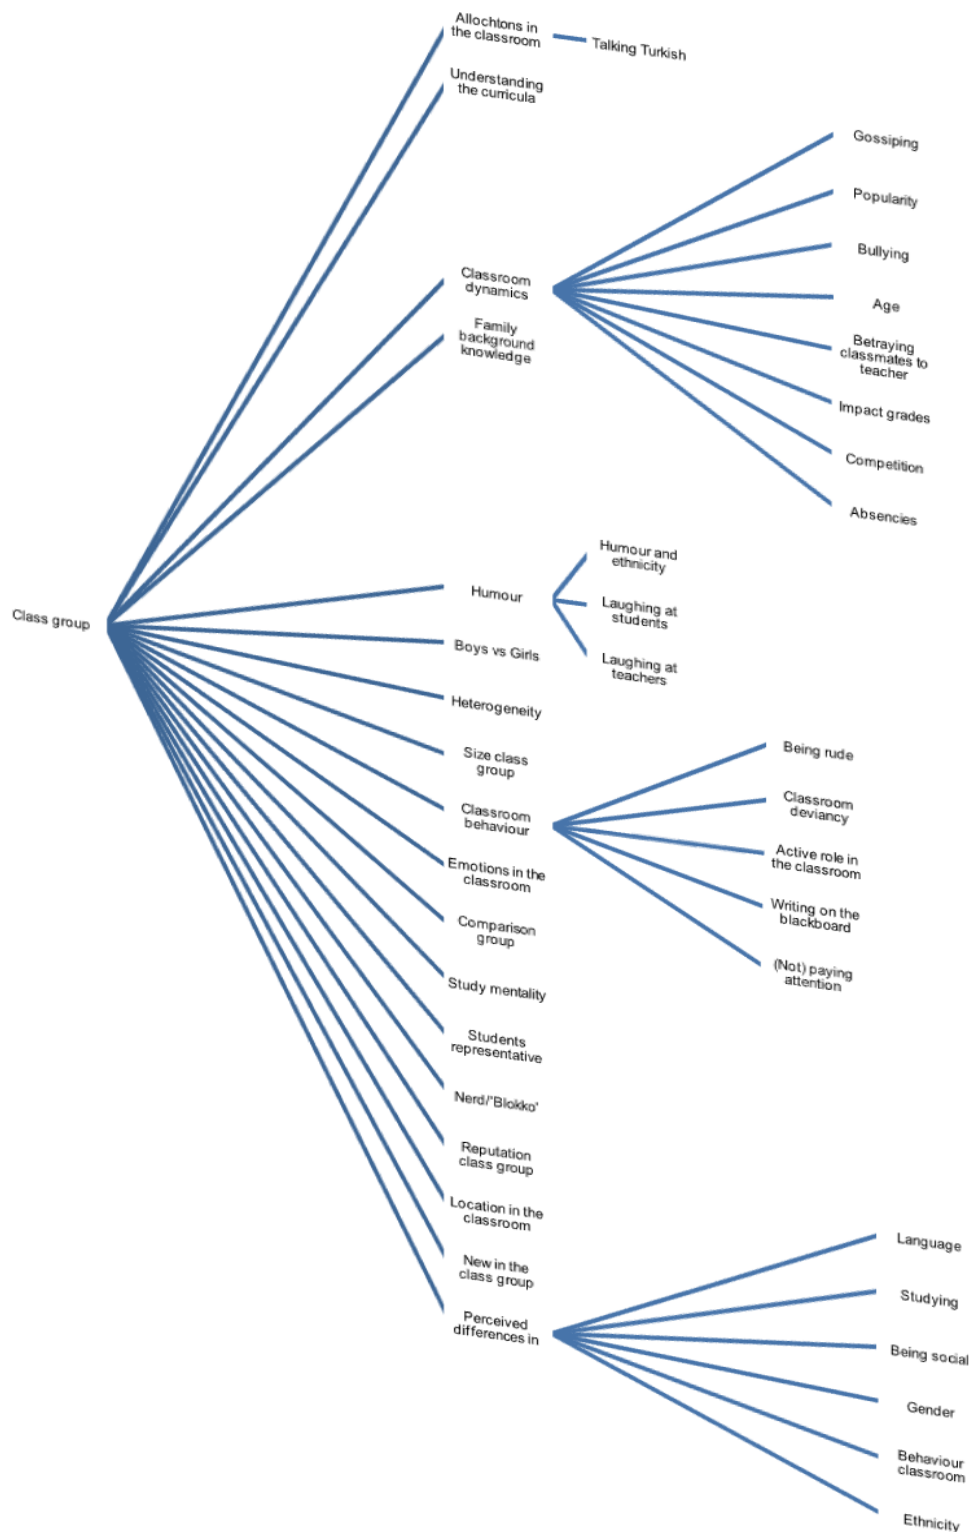 Class group
Allochtons in
the classroom
Talking Turkish
Understanding
the curricula
Classroom
dynamics
Gossiping
Popularity
Bullying
Age
Betraying
classmates to
teacher
Impact grades
Competition
Absencies
Family
background
knowledge
Humour
Humour and
ethnicity
Laughing at
students
Laughing at
teachers
Boys vs Girls
Heterogeneity
Size class
group
Classroom
behaviour
Being rude
Classroom
deviancy
Active role in
the classroom
Writing on the
blackboard
(Not) paying
attention
Emotions in the
classroom
Comparison
group
Study mentality
Students
representative
Nerd/'Blokko'
Reputation
class group
Location in the
classroom
New in the
class group
Perceived
differences in
Language
Studying
Being social
Gender
Behaviour
classroom
Ethnicity